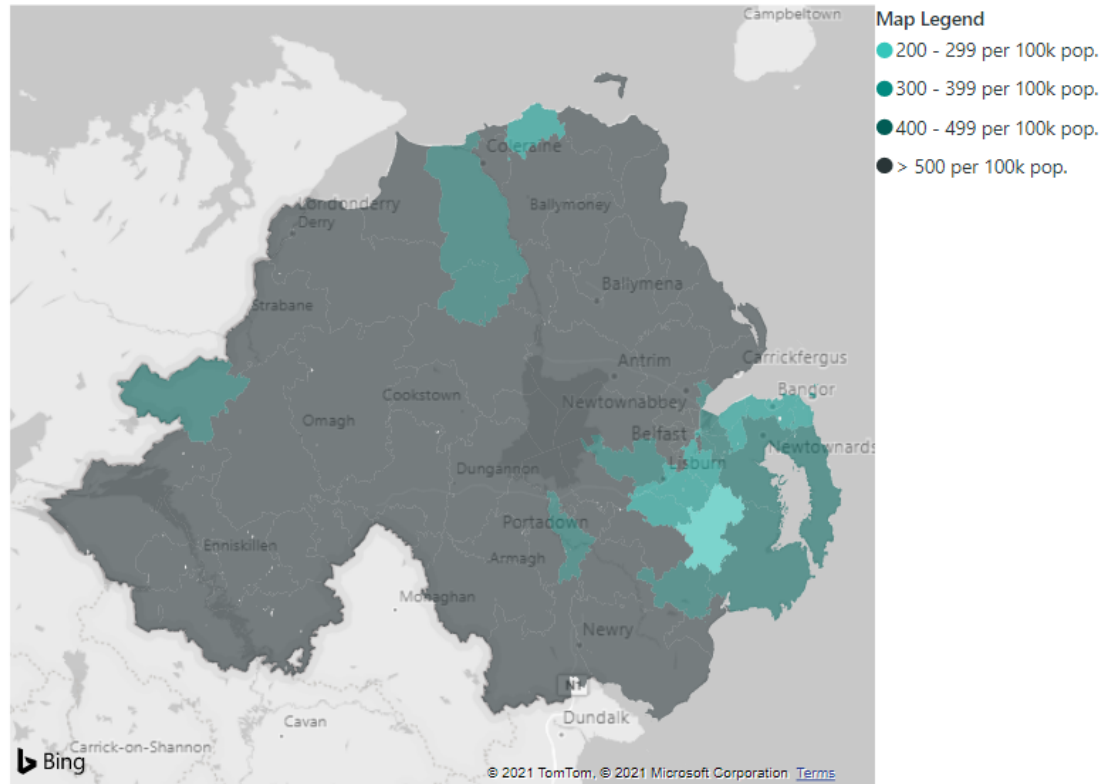 Campbeltown
Map Legend
200 - 299 per 100k pop.
300 - 399 per 100k pop.
400 - 499 per 100k pop.
> 500 per 100k pop.
Coleraine
Londonderry
Derry
Ballymoney
Ballymena
Strabane
Carrickfergus
Antrim
Bangor
Cookstown
Newtownabbey
Omagh
Belfast
Newtownards
Lisburn
Dungannon
Portadown
Enniskillen
Armagh
Monaghan
Newry
N1
Dundalk
Cavan
Carrick-on-Shannon
Bing
© 2021 TomTom, © 2021 Microsoft Corporation Terms